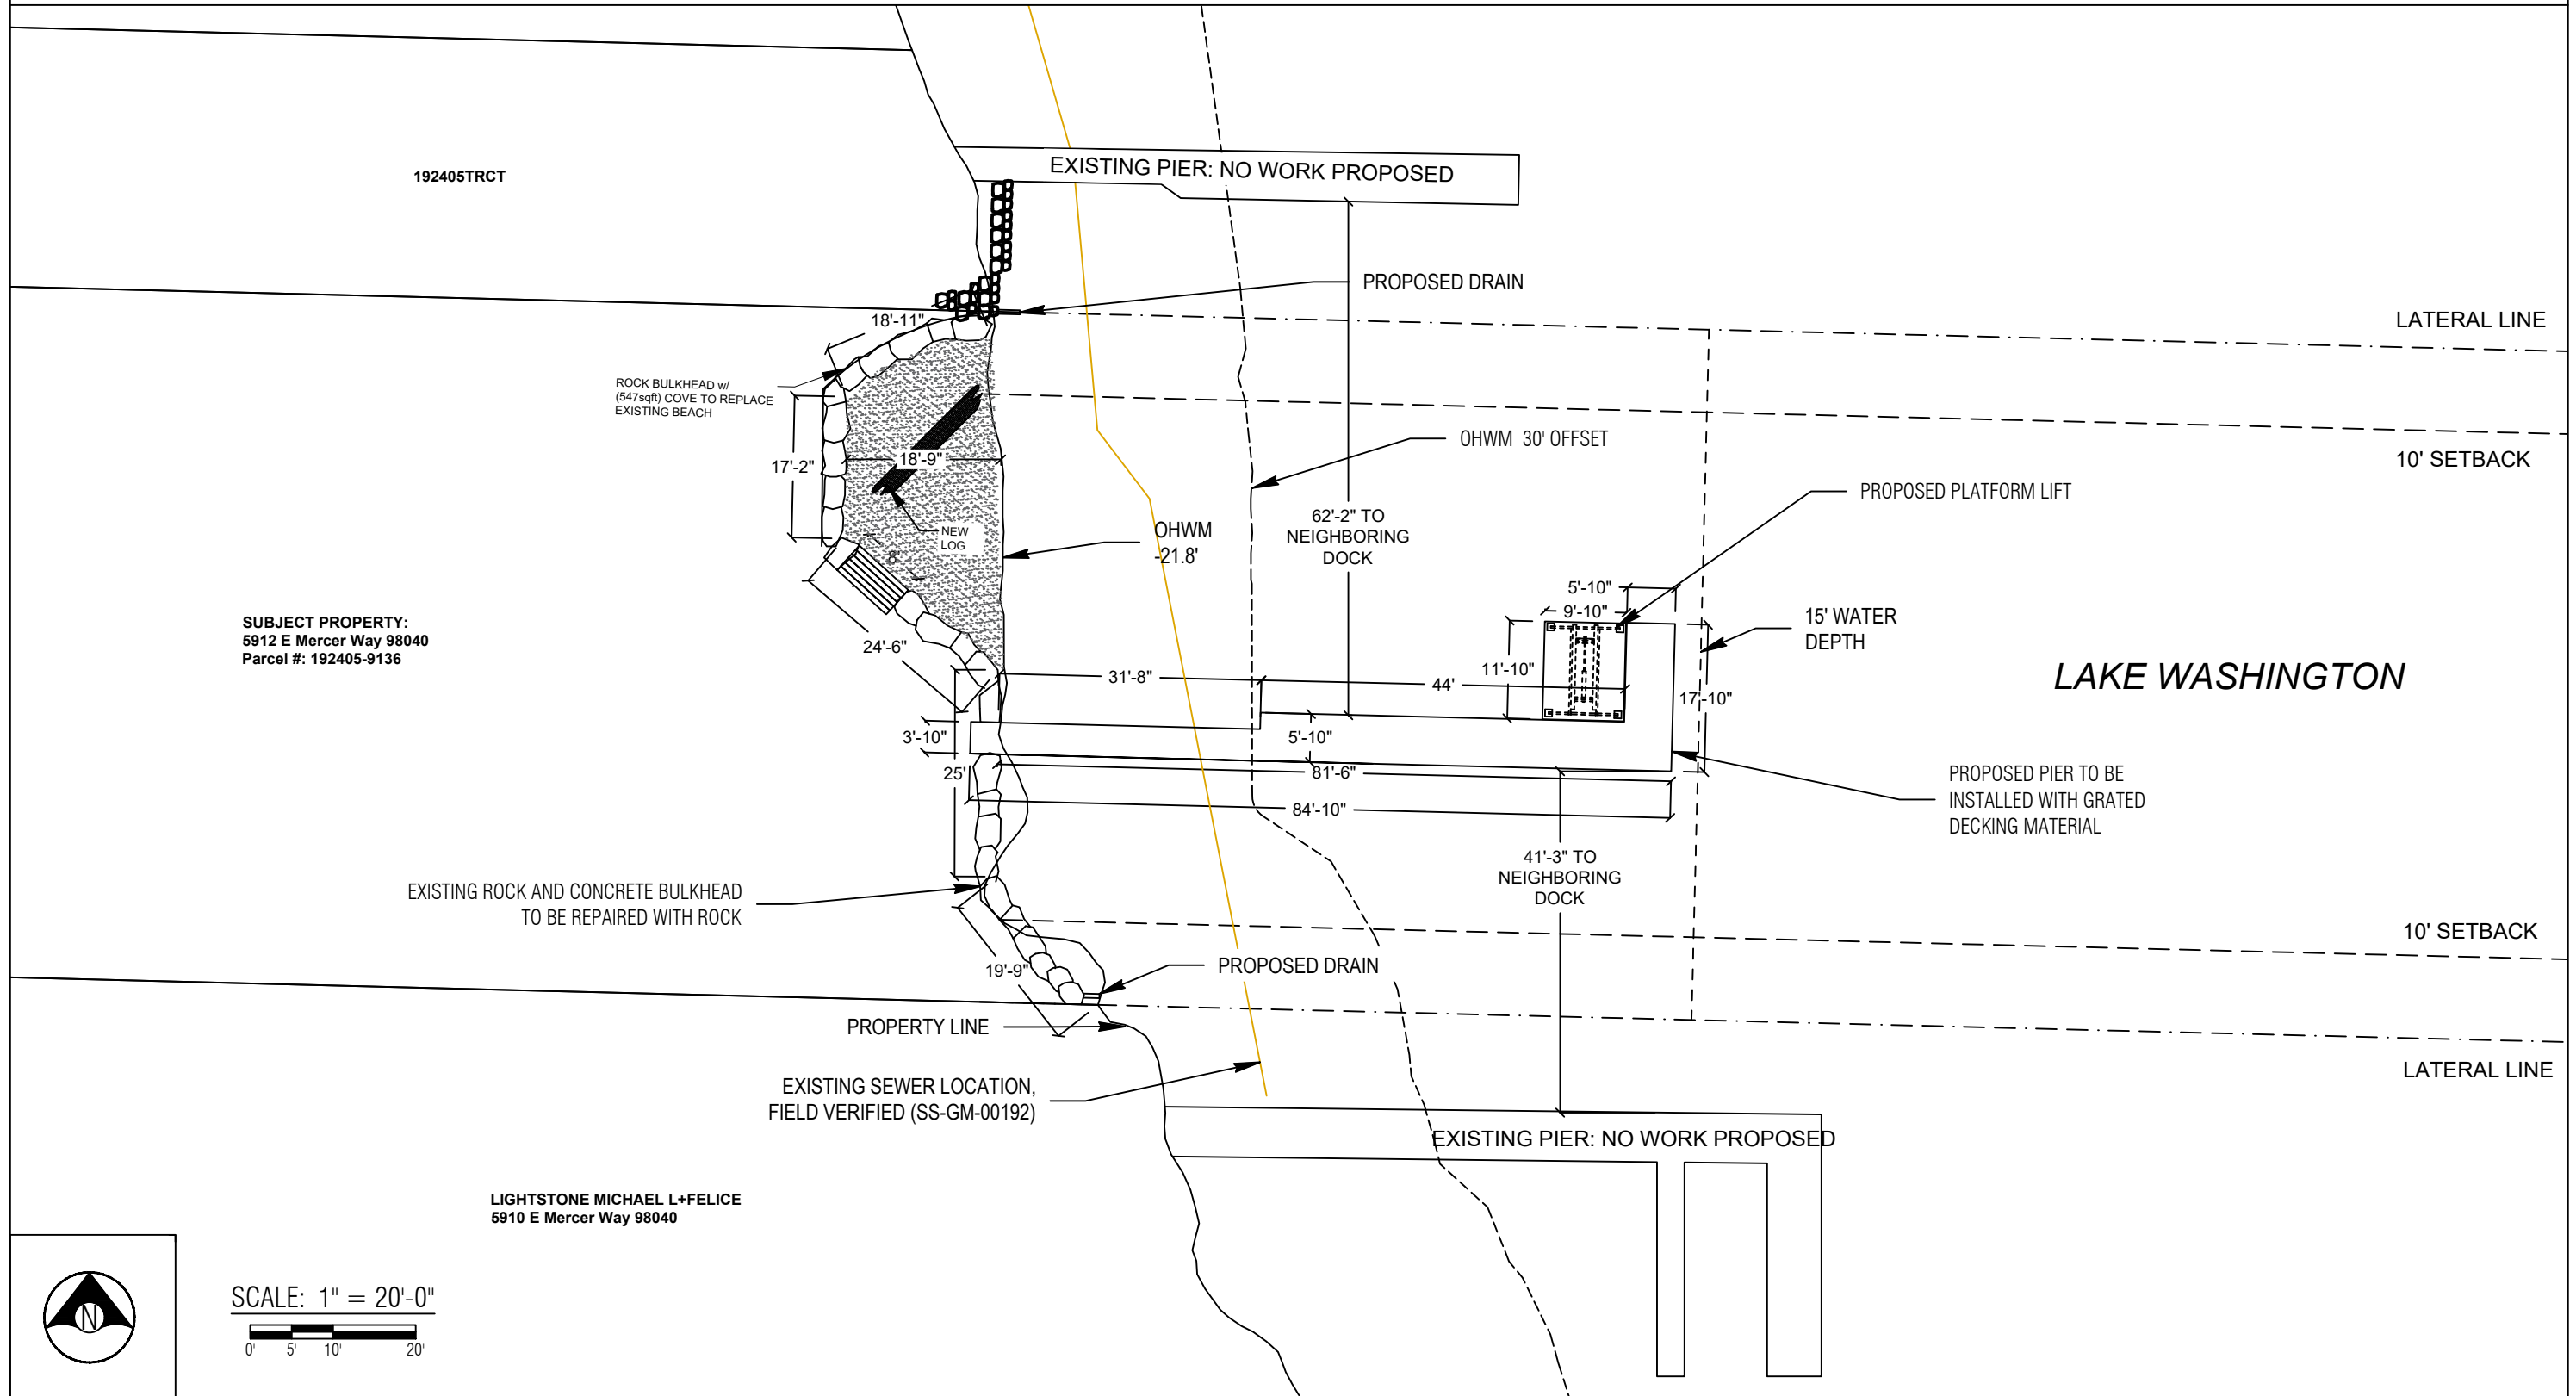 EXISTING PIER: NO WORK PROPOSED
192405TRCT
PROPOSED DRAIN
LATERAL LINE
18'-11"
ROCK BULKHEAD w/
(547sqft) COVE TO REPLACE
EXISTING BEACH
OHWM 30' OFFSET
10' SETBACK
17'-2"
18'-9"
PROPOSED PLATFORM LIFT
NEW
LOG
OHWM
-21.8'
62'-2" TO
NEIGHBORING
DOCK
8'
5'-10"
9'-10"
15' WATER
DEPTH
SUBJECT PROPERTY:
5912 E Mercer Way 98040
Parcel #: 192405-9136
24'-6"
31'-8"
44'
11'-10"
17'-10"
LAKE WASHINGTON
3'-10"
5'-10"
25'
81'-6"
84'-10"
PROPOSED PIER TO BE
INSTALLED WITH GRATED
DECKING MATERIAL
41'-3" TO
NEIGHBORING
DOCK
EXISTING ROCK AND CONCRETE BULKHEAD
TO BE REPAIRED WITH ROCK
10' SETBACK
19'-9"
PROPOSED DRAIN
PROPERTY LINE
LATERAL LINE
EXISTING SEWER LOCATION,
FIELD VERIFIED (SS-GM-00192)
EXISTING PIER: NO WORK PROPOSED
LIGHTSTONE MICHAEL L+FELICE
5910 E Mercer Way 98040
N
SCALE: 1" = 20'-0"
0' 5' 10' 20'